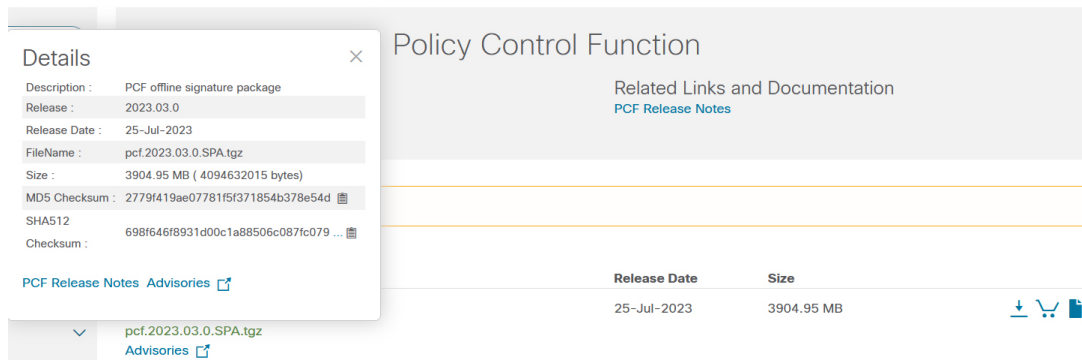 Policy Control Function
Related Links and Documentation
PCF Release Notes
Details
Description : PCF offline signature package
Release : 2023.03.0
Release Date : 25-Jul-2023
FileName : pcf.2023.03.0.SPA.tgz
Size : 3904.95 MB ( 4094632015 bytes)
MD5 Checksum : 2779f419ae07781f5f371854b378e54d
SHA512
Checksum : 698f646f8931d00c1a88506c087fc079 ...
PCF Release Notes Advisories
Release Date Size
25-Jul-2023 3904.95 MB
pcf.2023.03.0.SPA.tgz
Advisories